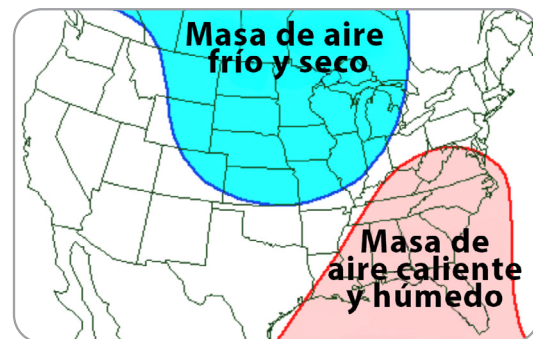 Masa de aire
frío y seco
Masa de
aire caliente
y húmedo